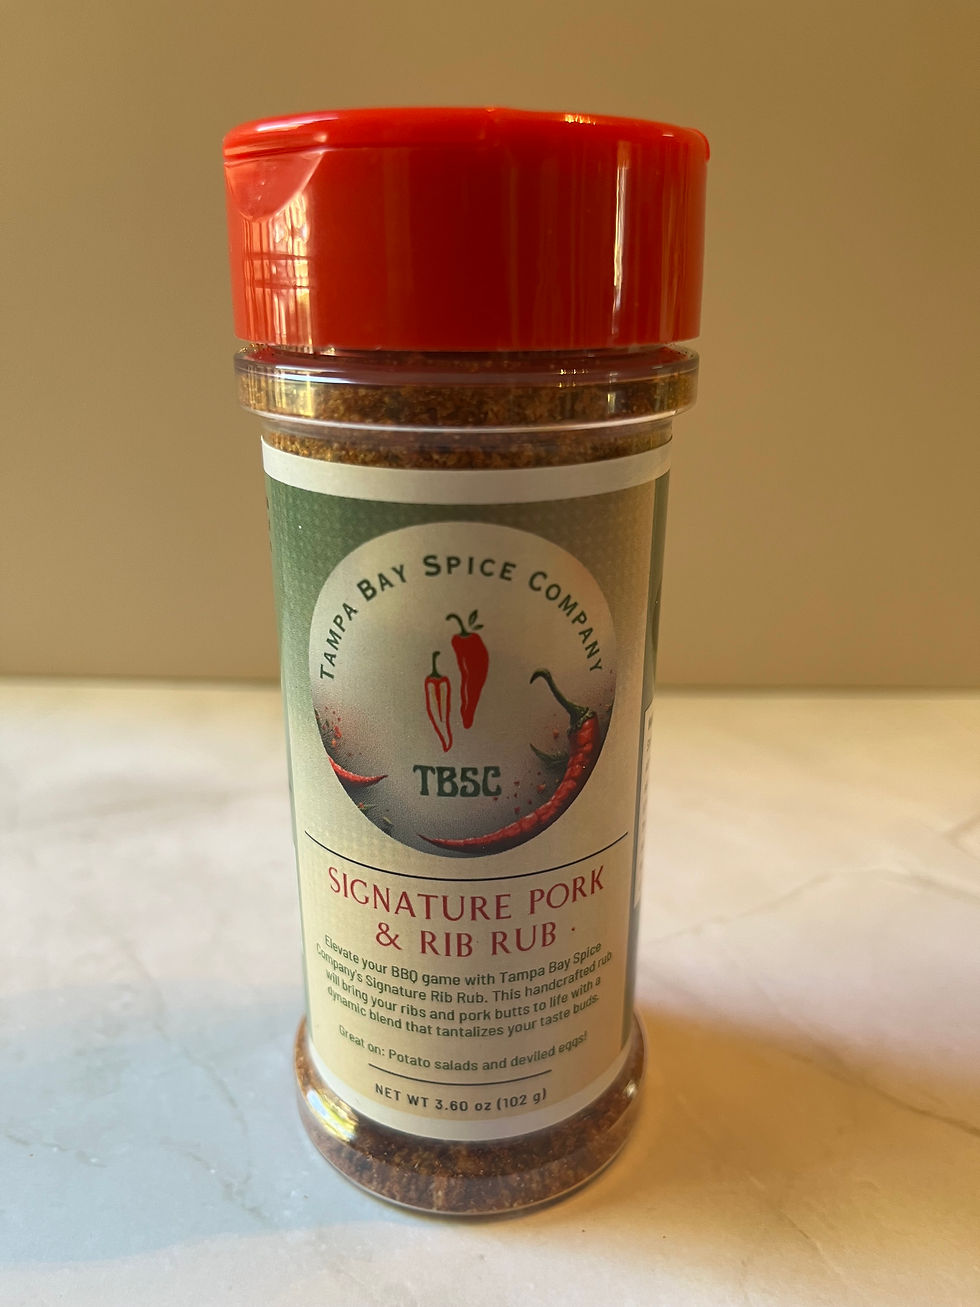 TAMPA BAY SPICE COMPANY
TBSC
SIGNATURE PORK
& RIB RUB
Elevate your BBQ game with Tampa Bay Spice
Company's Signature Rib Rub. This handcrafted rub
will bring your ribs and pork butts to life with a
dynamic blend that tantalizes your taste buds.
Great on: Potato salads and deviled eggs!
NET WT 3.60 oz (102 g)